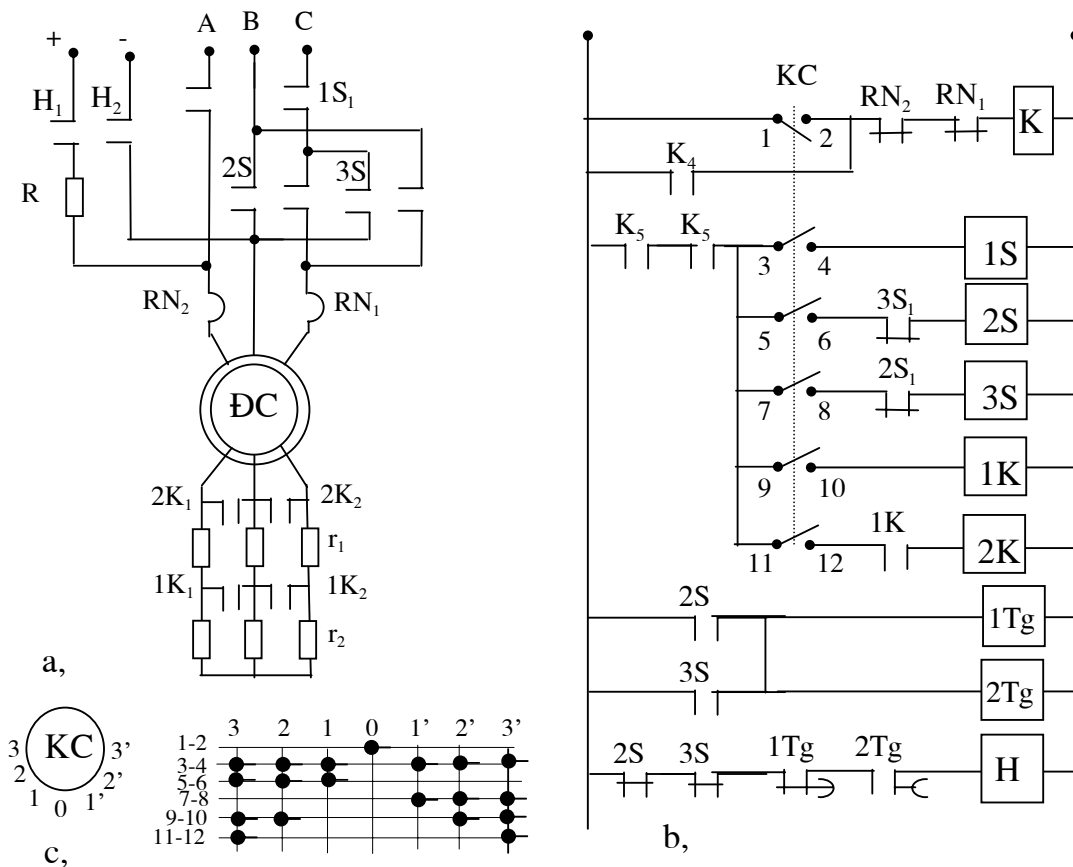 A B C
+ -
H₁ H₂ 1S₁
R 2S 3S
RN₂ RN₁
ĐC
2K₁ 2K₂
r₁
1K₁ 1K₂
r₂
a,
KC
RN₂ RN₁
1 2 K
K₄
K₅ K₅
3 4 1S
3S₁
5 6 2S
2S₁
7 8 3S
9 10 1K
1K
11 12 2K
2S 1Tg
3S 2Tg
2S 3S 1Tg 2Tg H
b,
KC
3 2 1 0 1' 2' 3'
3 2 1 0 1' 2' 3'
1-2
3-4
5-6
7-8
9-10
11-12
c,